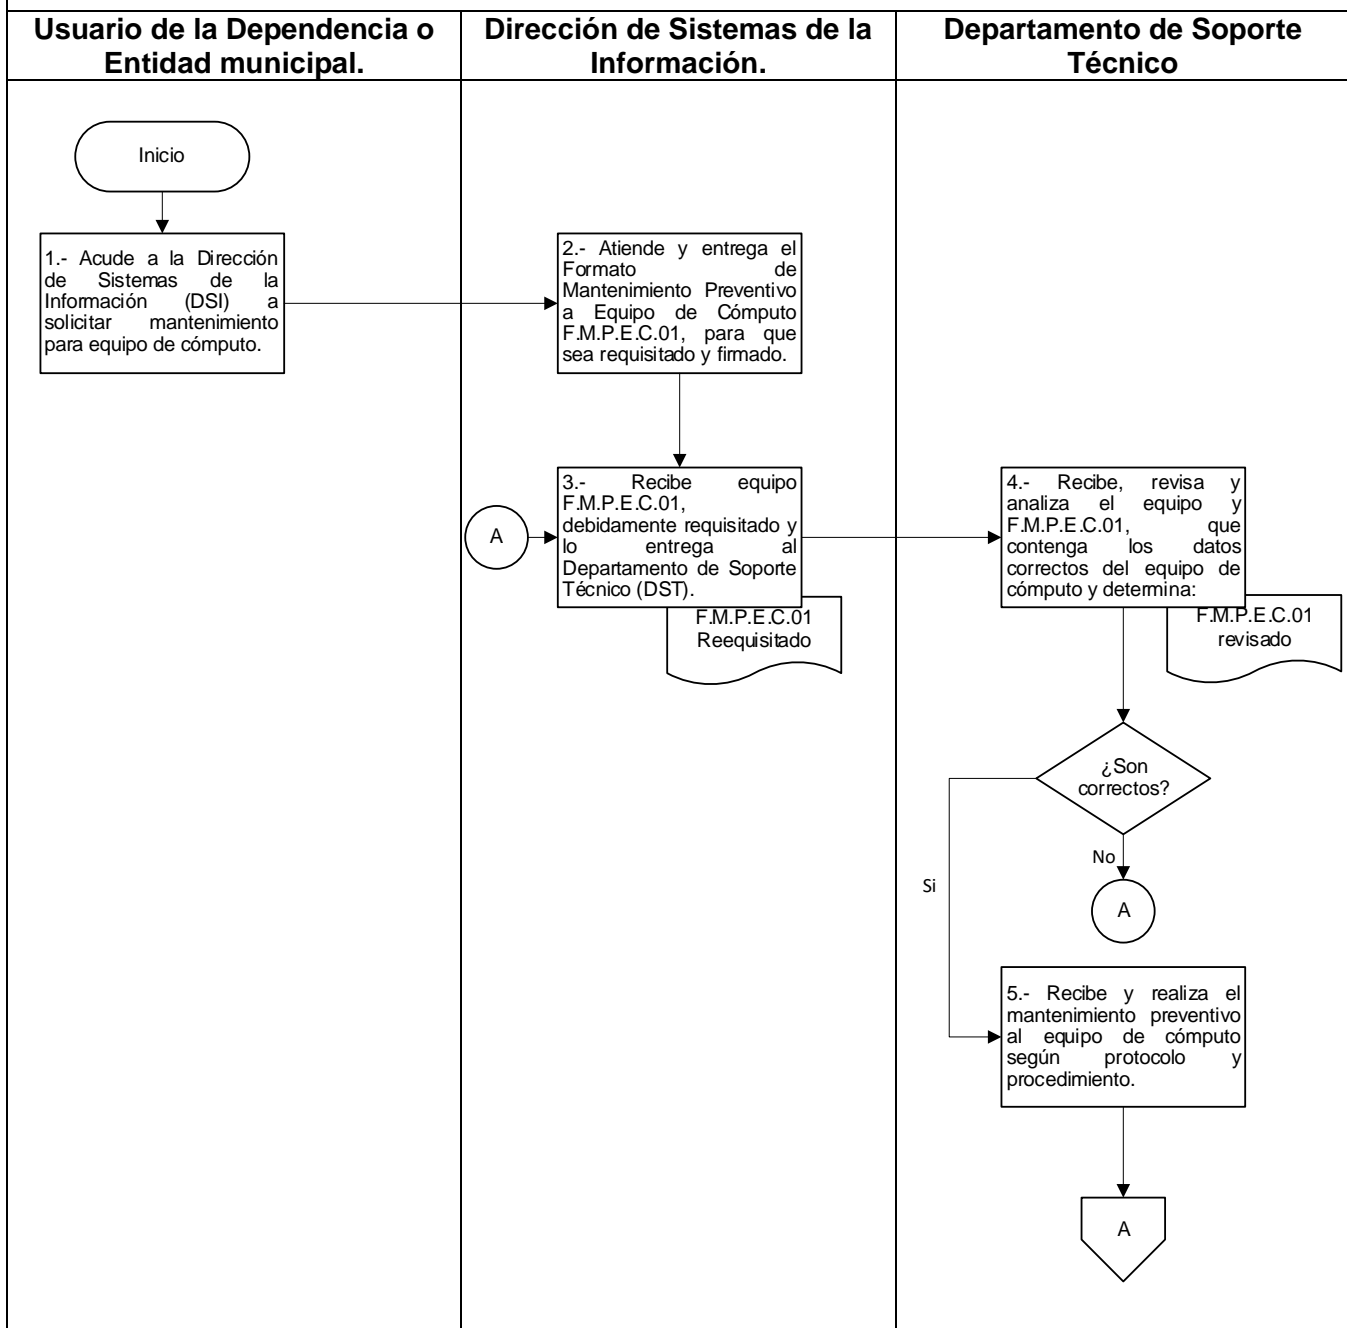 Usuario de la Dependencia o
Entidad municipal.
Dirección de Sistemas de la
Información.
Departamento de Soporte
Técnico
Inicio
1.- Acude a la Dirección
de Sistemas de la
Información (DSI) a
solicitar mantenimiento
para equipo de cómputo.
2.- Atiende y entrega el
Formato de
Mantenimiento Preventivo
a Equipo de Cómputo
F.M.P.E.C.01, para que
sea requisitado y firmado.
A
3.- Recibe equipo
F.M.P.E.C.01,
debidamente requisitado y
lo entrega al
Departamento de Soporte
Técnico (DST).
F.M.P.E.C.01
Reequisitado
4.- Recibe, revisa y
analiza el equipo y
F.M.P.E.C.01, que
contenga los datos
correctos del equipo de
cómputo y determina:
F.M.P.E.C.01
revisado
¿Son
correctos?
No
Si
A
5.- Recibe y realiza el
mantenimiento preventivo
al equipo de cómputo
según protocolo y
procedimiento.
A